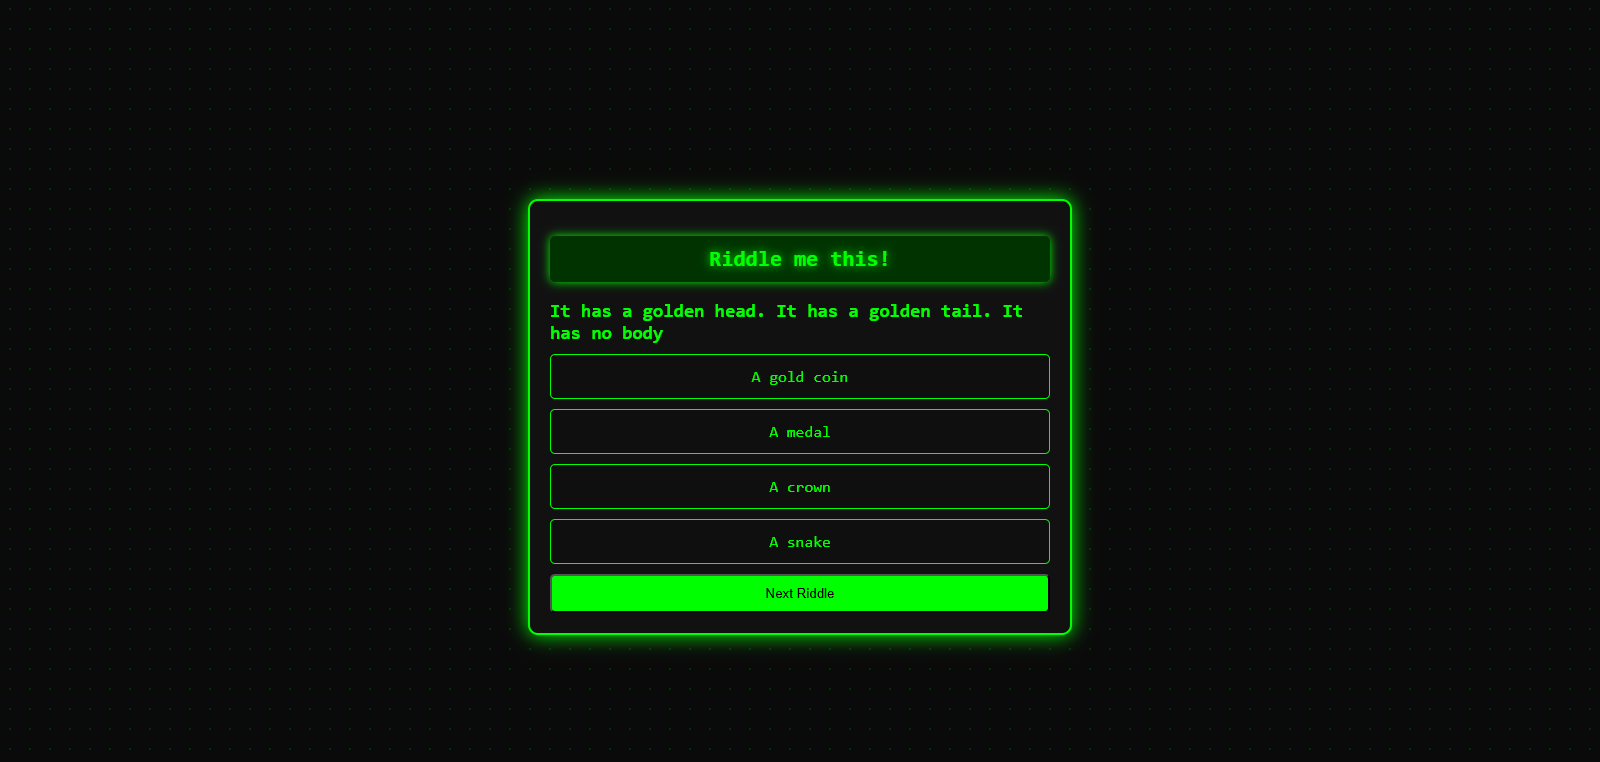 Riddle me this!
It has a golden head. It has a golden tail. It
has no body
A gold coin
A medal
A crown
A snake
Next Riddle